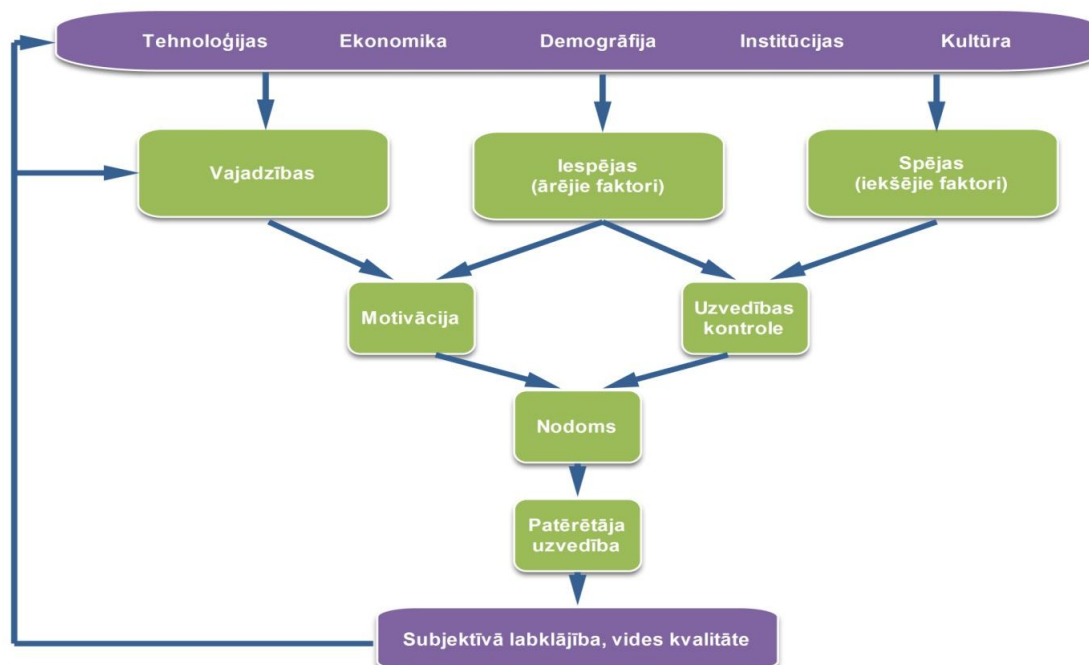 Tehnoloģijas Ekonomika Demogrāfija Institūcijas Kultūra
Vajadzības
Iespējas
(ārējie faktori)
Spējas
(iekšējie faktori)
Motivācija
Uzvedības
kontrole
Nodoms
Patērētāja
uzvedība
Subjektīvā labklājība, vides kvalitāte